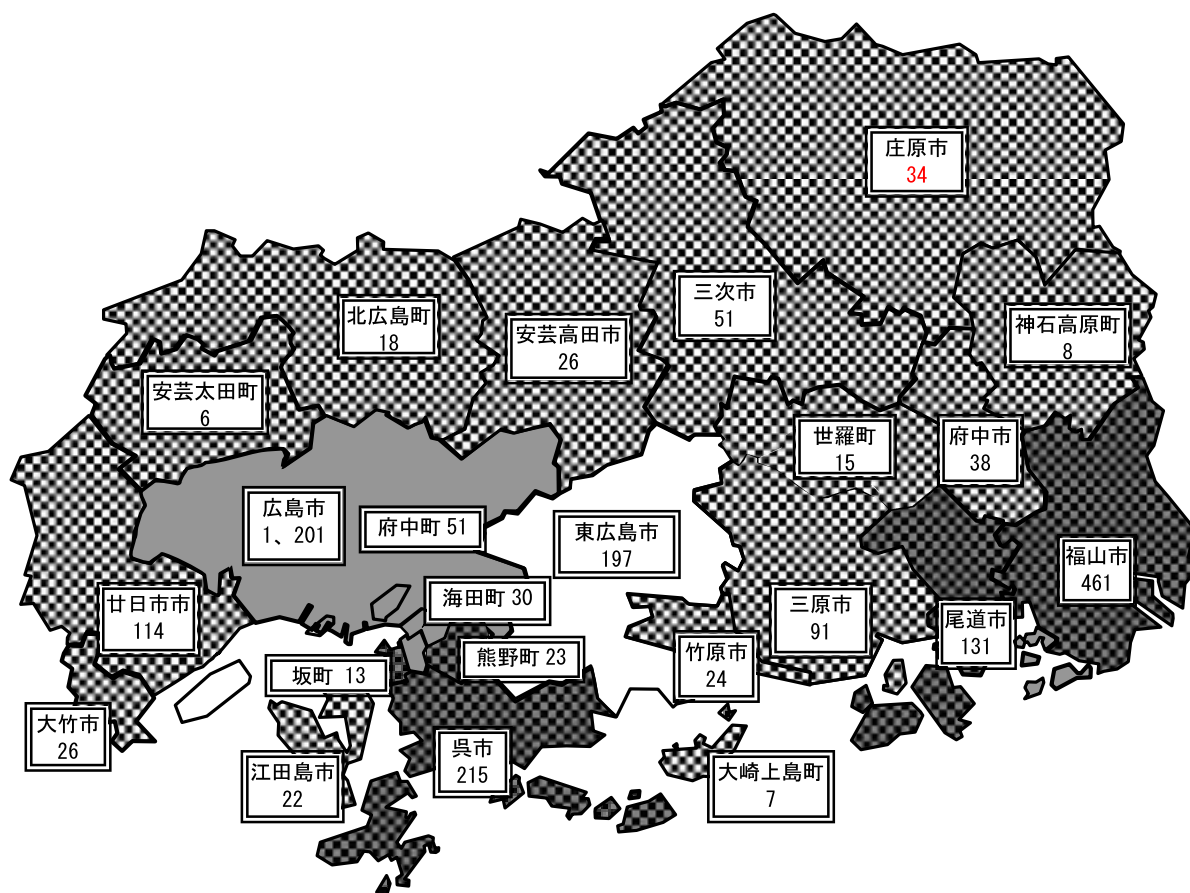 庄原市
34
三次市
51
北広島町
18
安芸高田市
26
神石高原町
8
安芸太田町
6
世羅町
15
府中市
38
広島市
1、201
府中町 51
東広島市
197
福山市
461
海田町 30
廿日市市
114
三原市
91
尾道市
131
熊野町 23
竹原市
24
坂町 13
大竹市
26
呉市
215
江田島市
22
大崎上島町
7